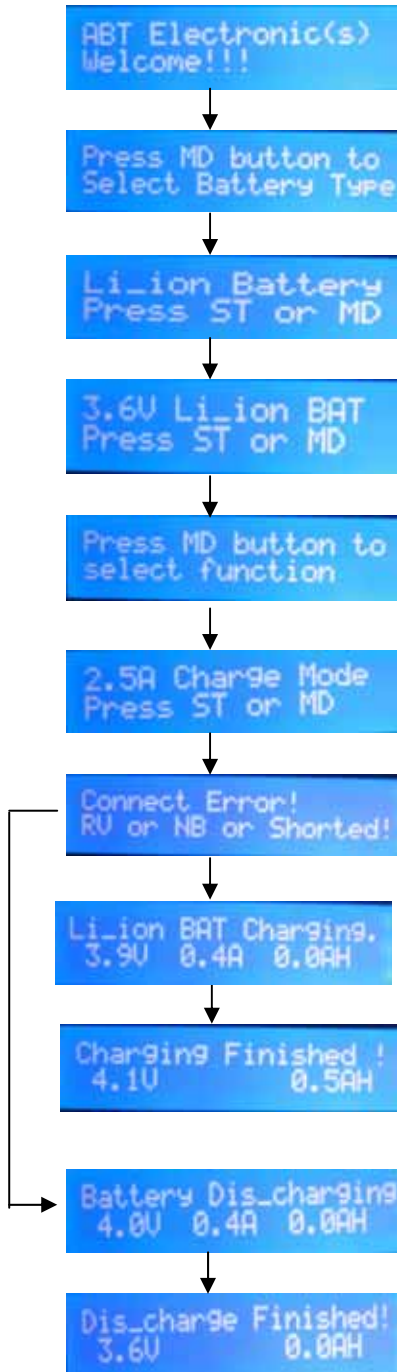 ABT Electronic(s)
Welcome!!!
Press MD button to
Select Battery Type
Li_ion Battery
Press ST or MD
3.6V Li_ion BAT
Press ST or MD
Press MD button to
select function
2.5A Charge Mode
Press ST or MD
Connect Error!
RV or NB or Shorted!
Li_ion BAT Charging.
3.9V 0.4A 0.0AH
Charging Finished !
4.1V 0.5AH
Battery Dis_charging
4.0V 0.4A 0.0AH
Dis_charge Finished!
3.6V 0.0AH